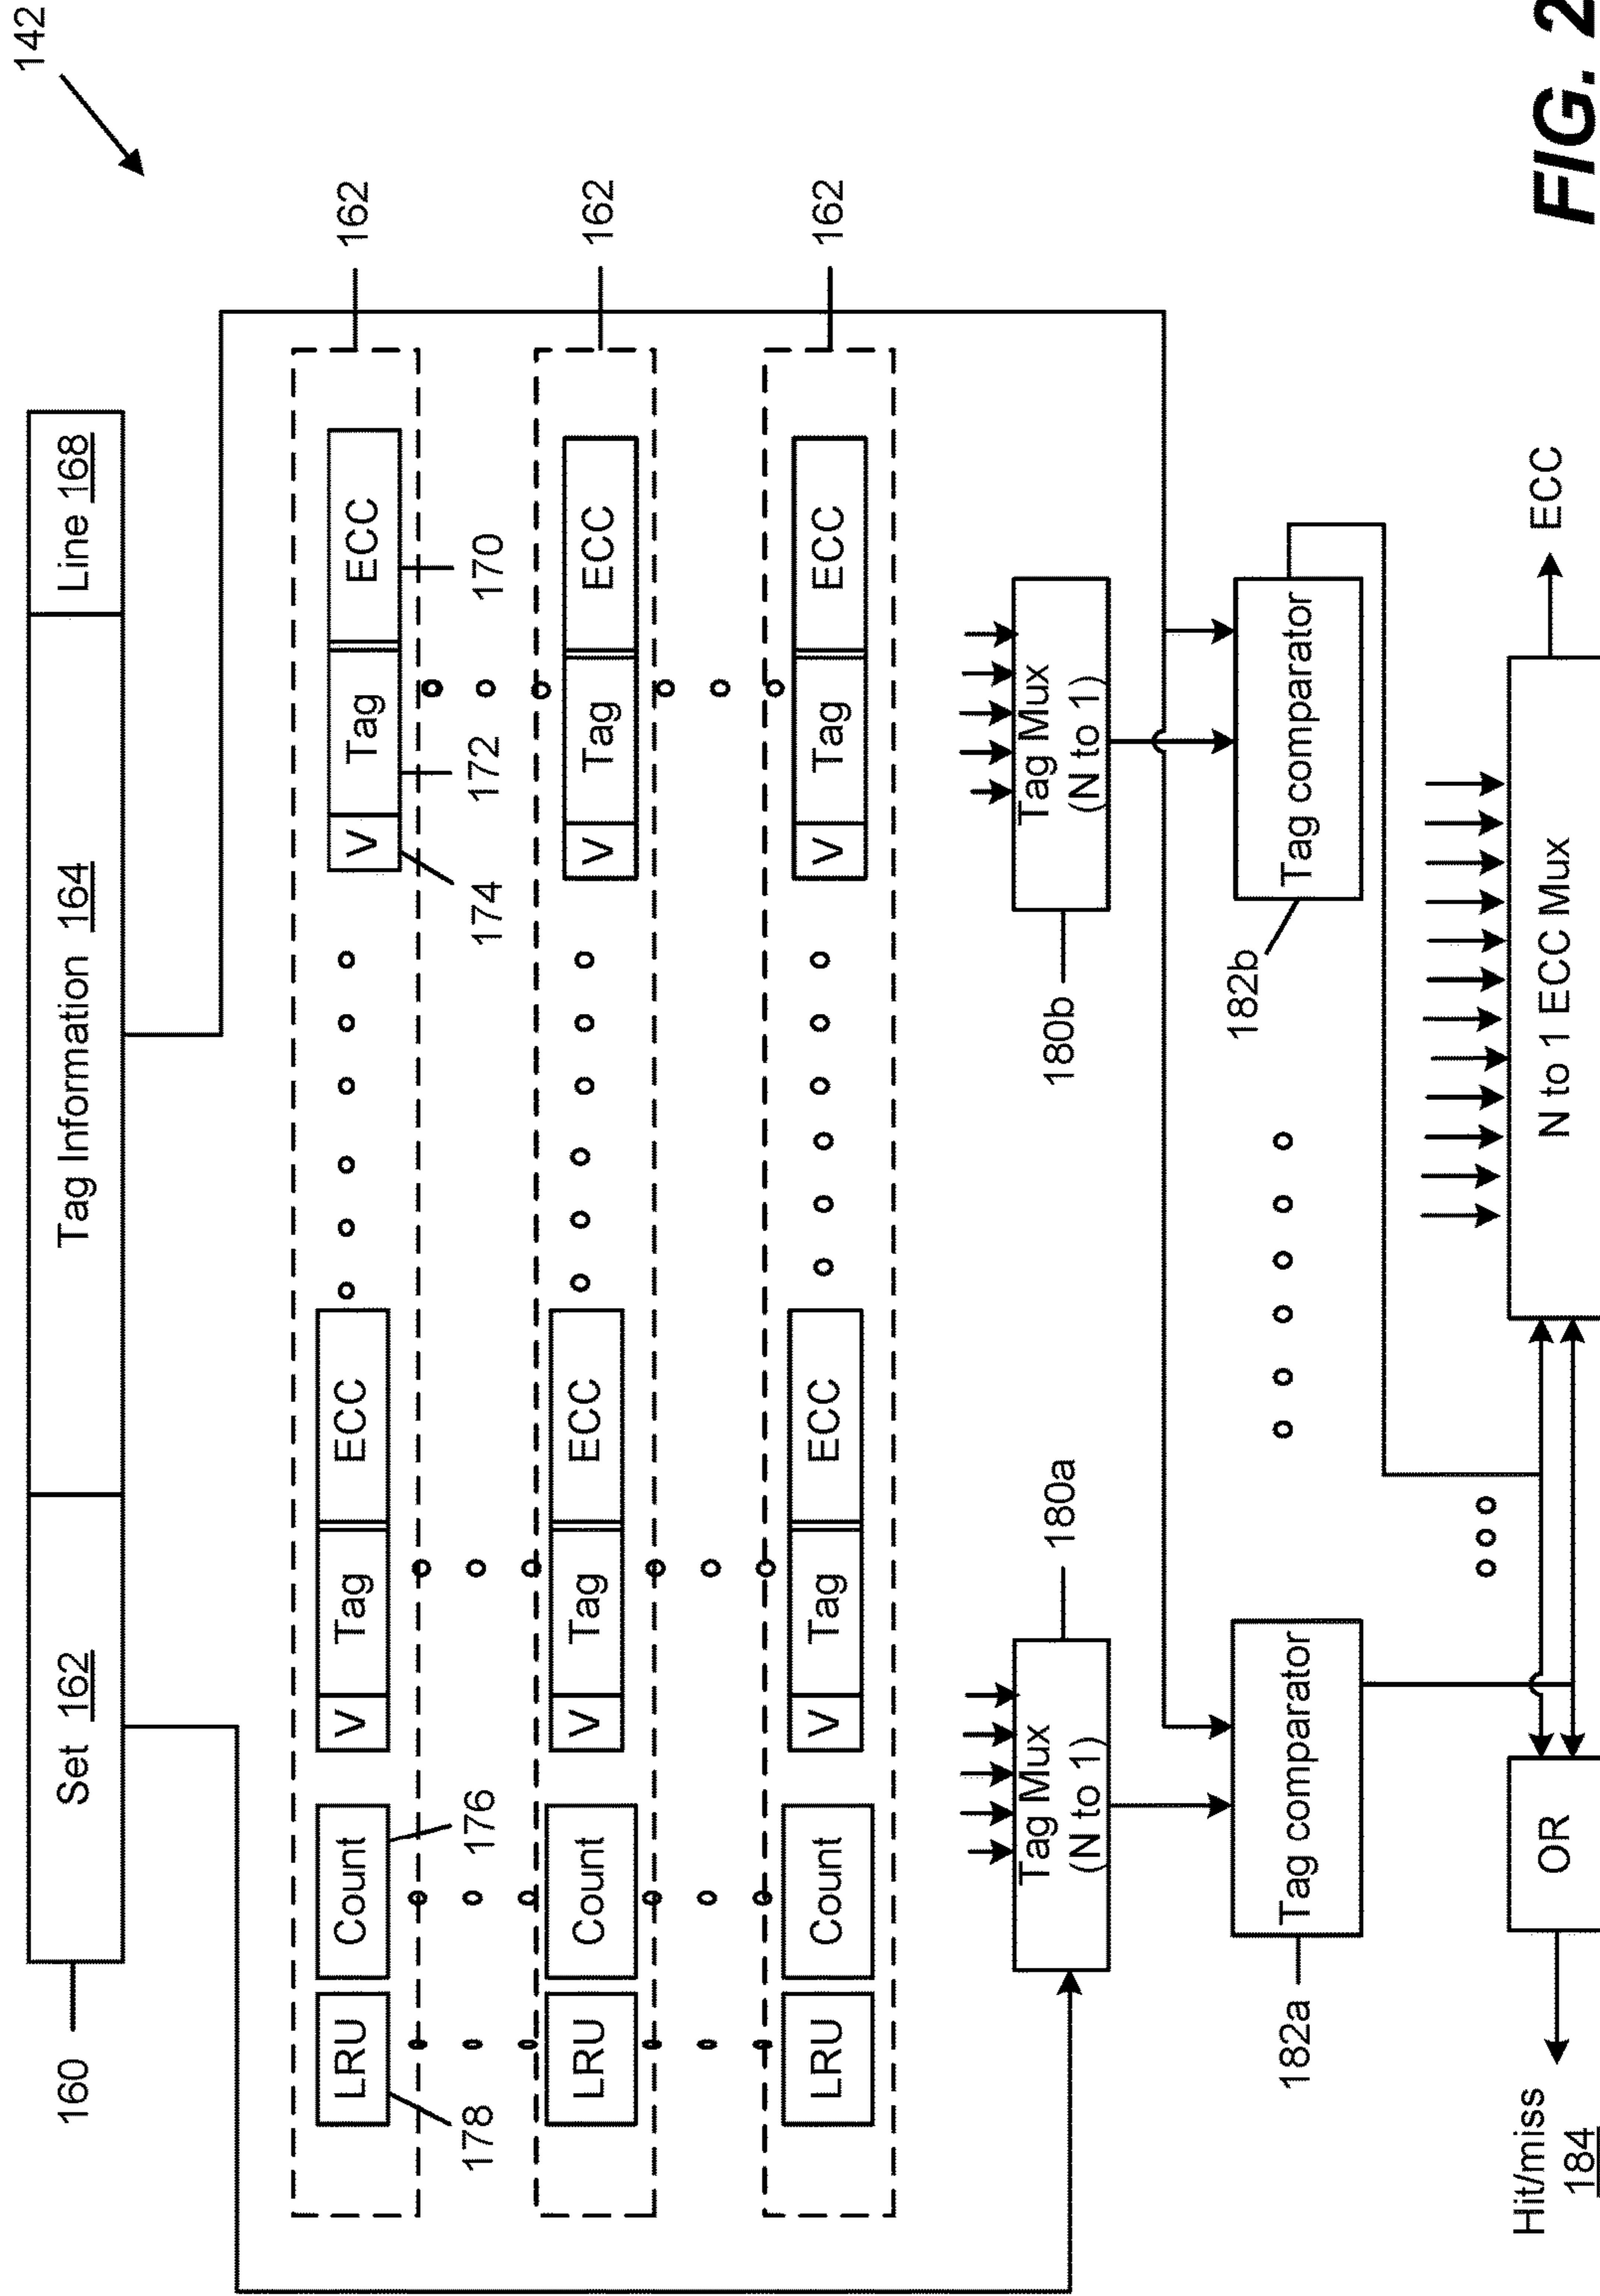 142
160
Set 162
Tag Information 164
Line 168
LRU
Count
V
Tag
ECC
V
Tag
ECC
162
178
176
174
172
170
LRU
Count
V
Tag
ECC
V
Tag
ECC
162
LRU
Count
V
Tag
ECC
V
Tag
ECC
162
Tag Mux
(N to 1)
180a
180b
Tag Mux
(N to 1)
182a
Tag comparator
182b
Tag comparator
Hit/miss
184
OR
N to 1 ECC Mux
ECC
FIG. 2